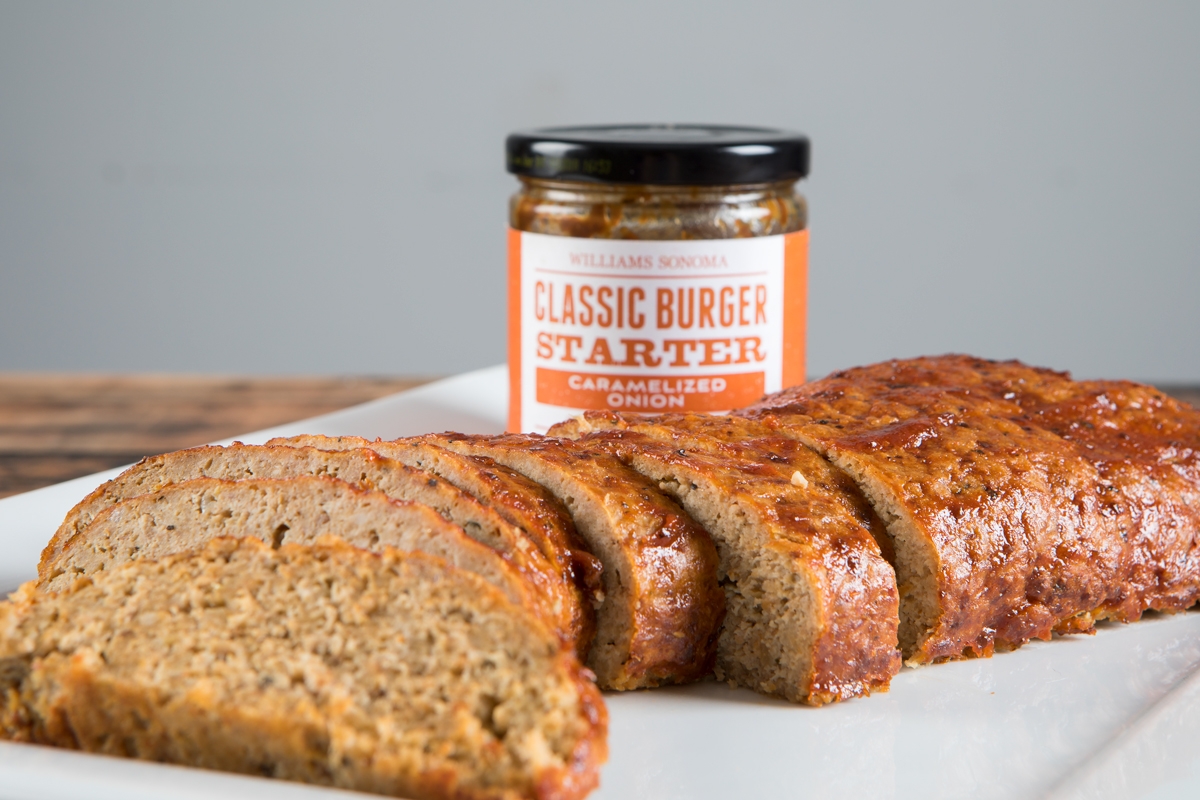 WILLIAMS SONOMA
CLASSIC BURGER
STARTER
CARAMELIZED
ONION